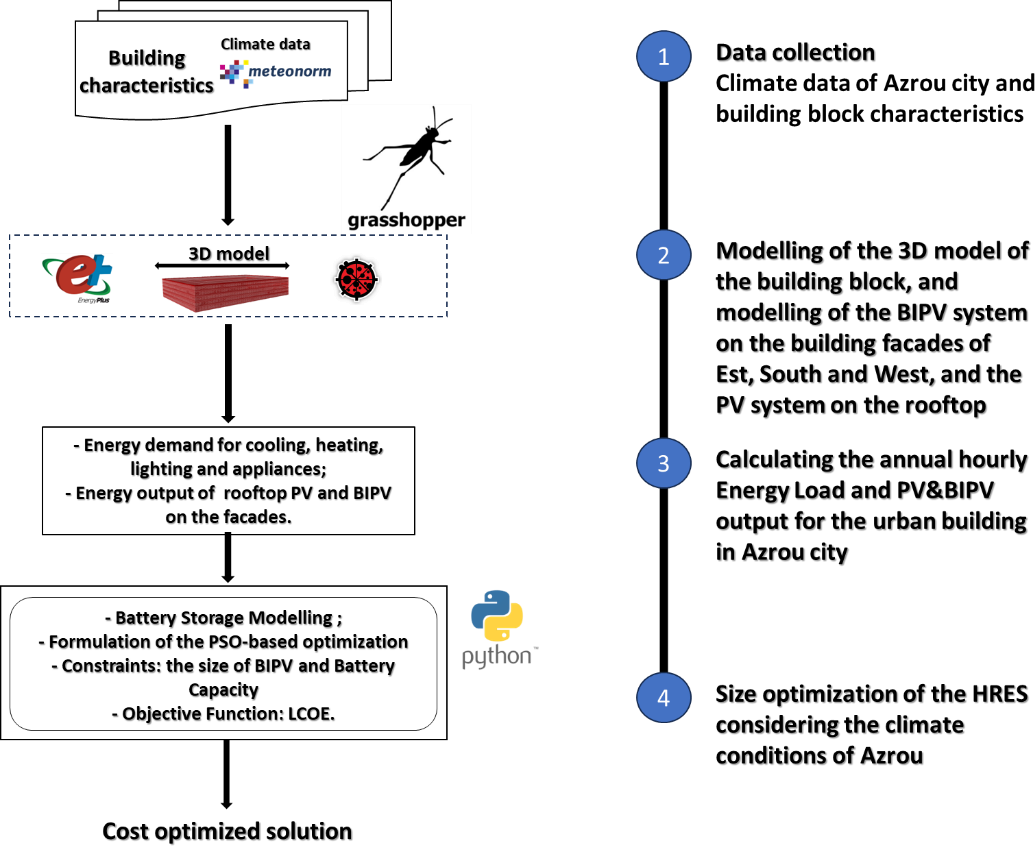 Building
characteristics
Climate data
meteonorm
grasshopper
3D model
et
EnergyPlus
- Energy demand for cooling, heating,
lighting and appliances;
- Energy output of  rooftop PV and BIPV
on the facades.
- Battery Storage Modelling ;
- Formulation of the PSO-based optimization
- Constraints: the size of BIPV and Battery
Capacity
- Objective Function: LCOE.
python™
Cost optimized solution
1
Data collection
Climate data of Azrou city and
building block characteristics
2
Modelling of the 3D model of
the building block, and
modelling of the BIPV system
on the building facades of
Est, South and West, and the
PV system on the rooftop
3
Calculating the annual hourly
Energy Load and PV&BIPV
output for the urban building
in Azrou city
4
Size optimization of the HRES
considering the climate
conditions of Azrou